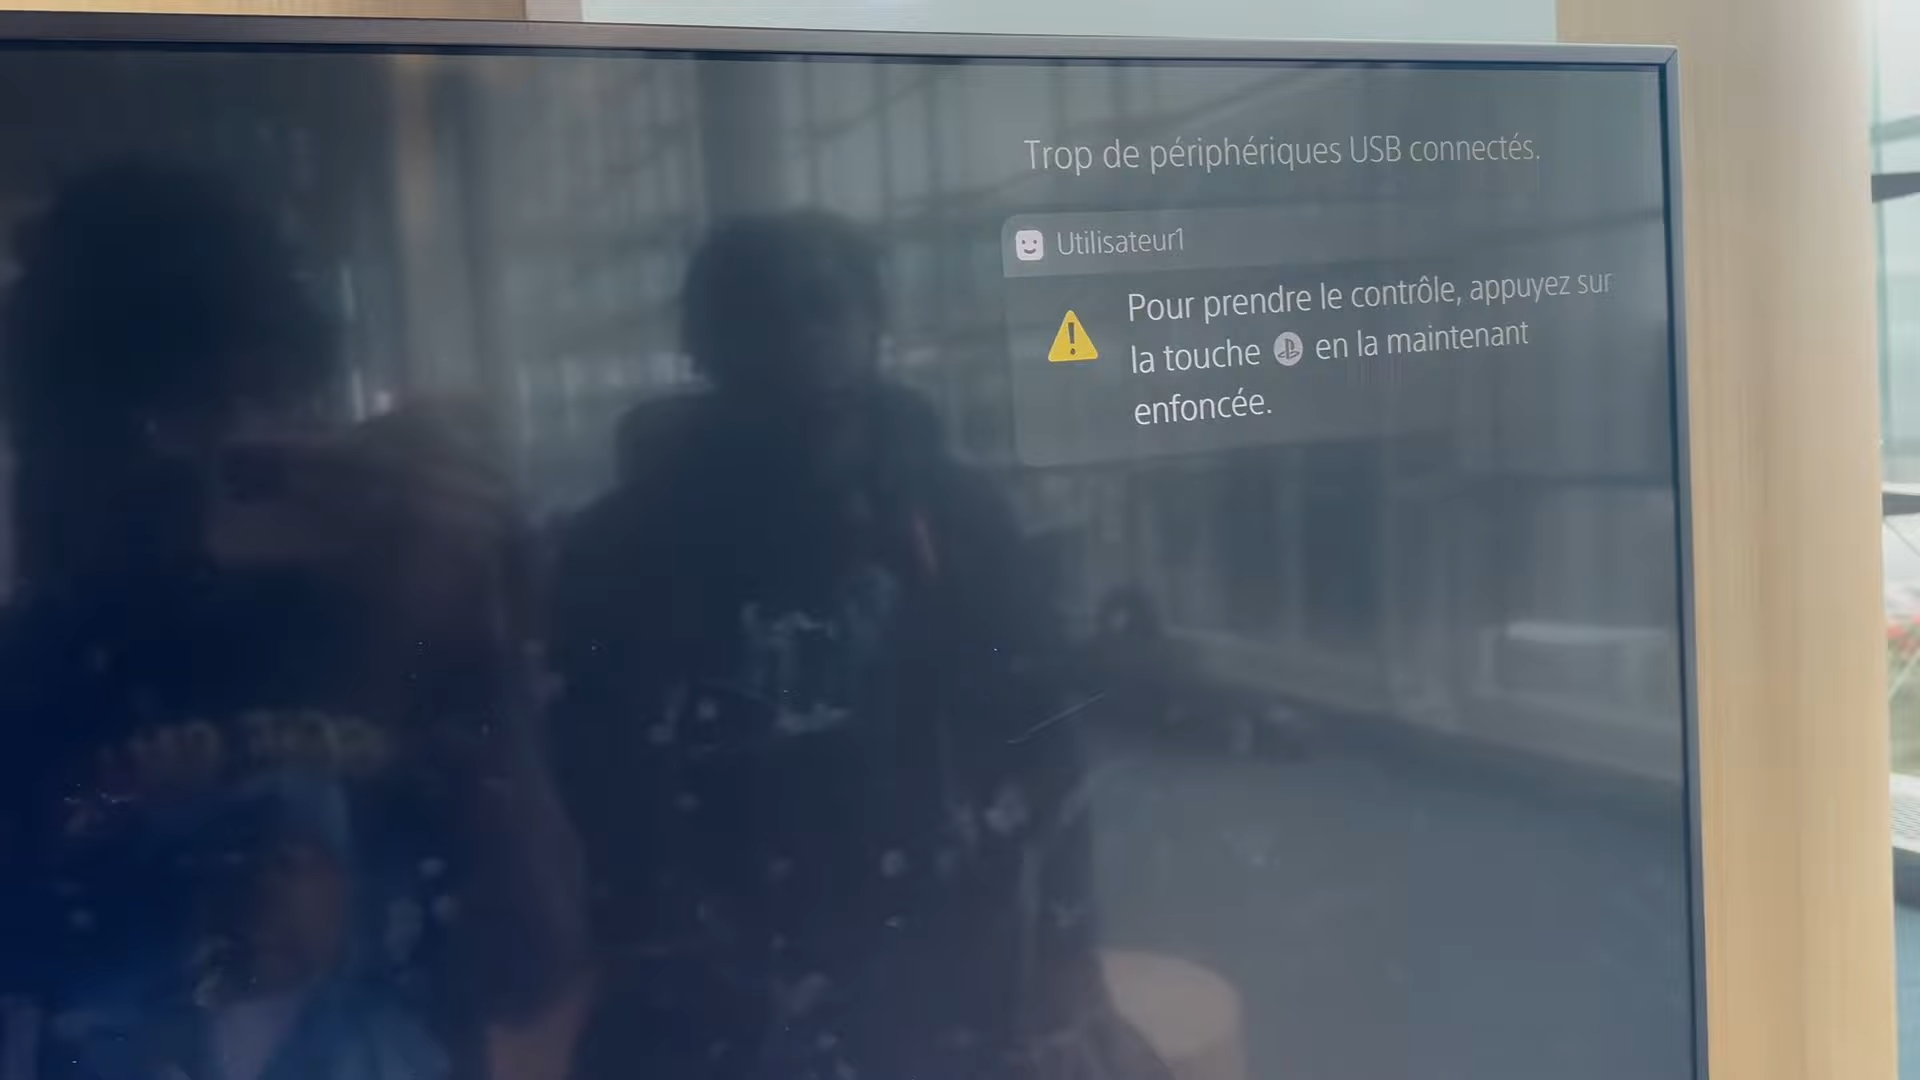 Trop de périphériques USB connectés.
Utilisateur1
Pour prendre le contrôle, appuyez sur
la touche en la maintenant
enfoncée.